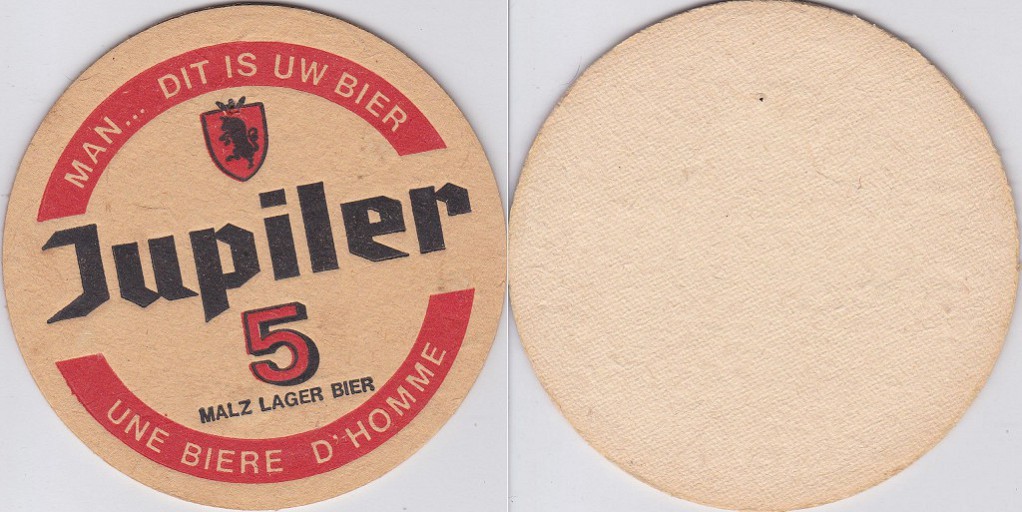 MAN... DIT IS UW BIER
Jupiler
5
MALZ LAGER BIER
UNE BIERE D'HOMME